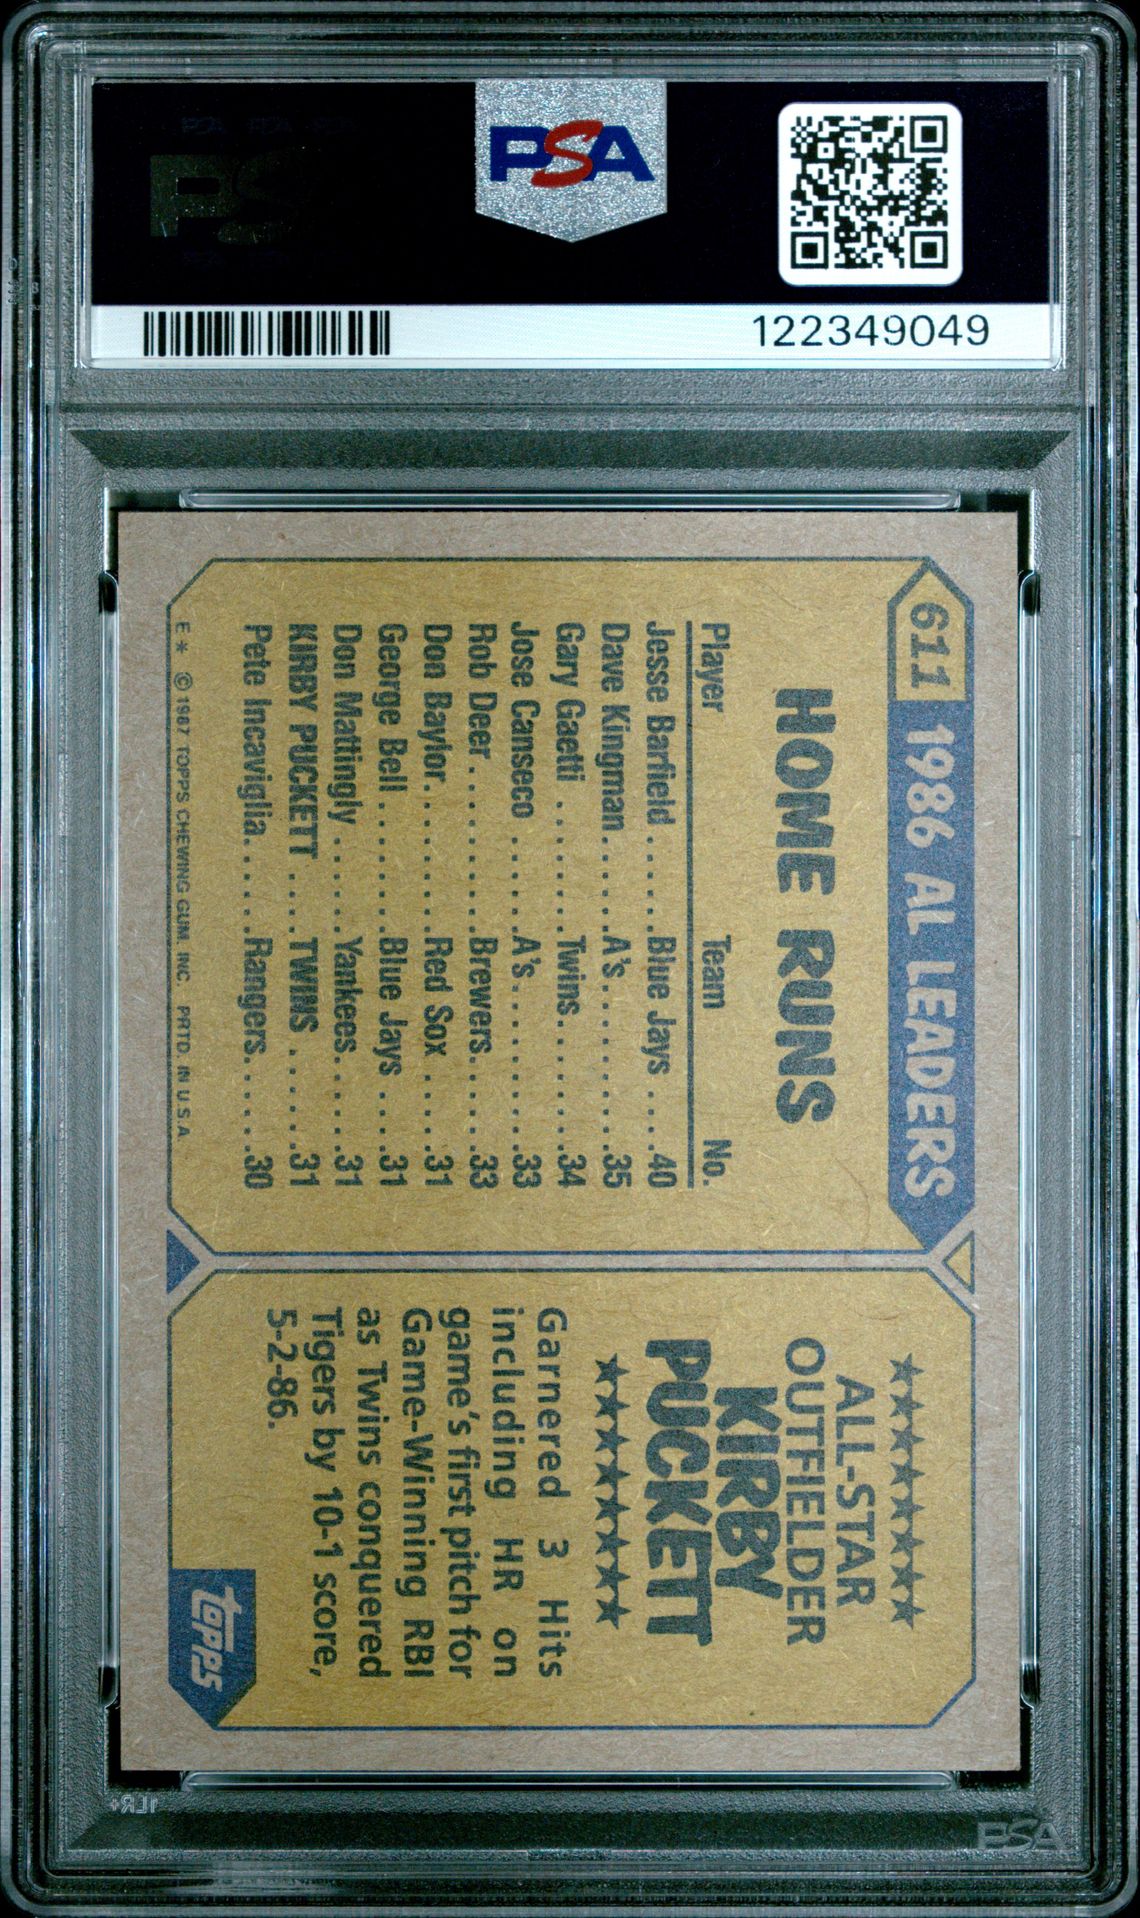 PSA
122349049
611 1986 AL LEADERS
HOME RUNS
Player Team No.
Jesse Barfield.......Blue Jays....40
Dave Kingman........A's..........35
Gary Gaetti.........Twins........34
Jose Canseco......A's..........33
Rob Deer...........Brewers......33
Don Baylor..........Red Sox......31
George Bell.........Blue Jays....31
Don Mattingly.......Yankees......31
KIRBY PUCKETT....TWINS......31
Pete Incaviglia......Rangers......30
E* © 1987 TOPPS CHEWING GUM, INC. PRTD. IN U.S.A.
ALL-STAR
OUTFIELDER
KIRBY
PUCKETT
Garnered 3 Hits
including HR on
game's first pitch for
Game-Winning RBI
as Twins conquered
Tigers by 10-1 score,
5-2-86.
Topps
1LR+
PSA